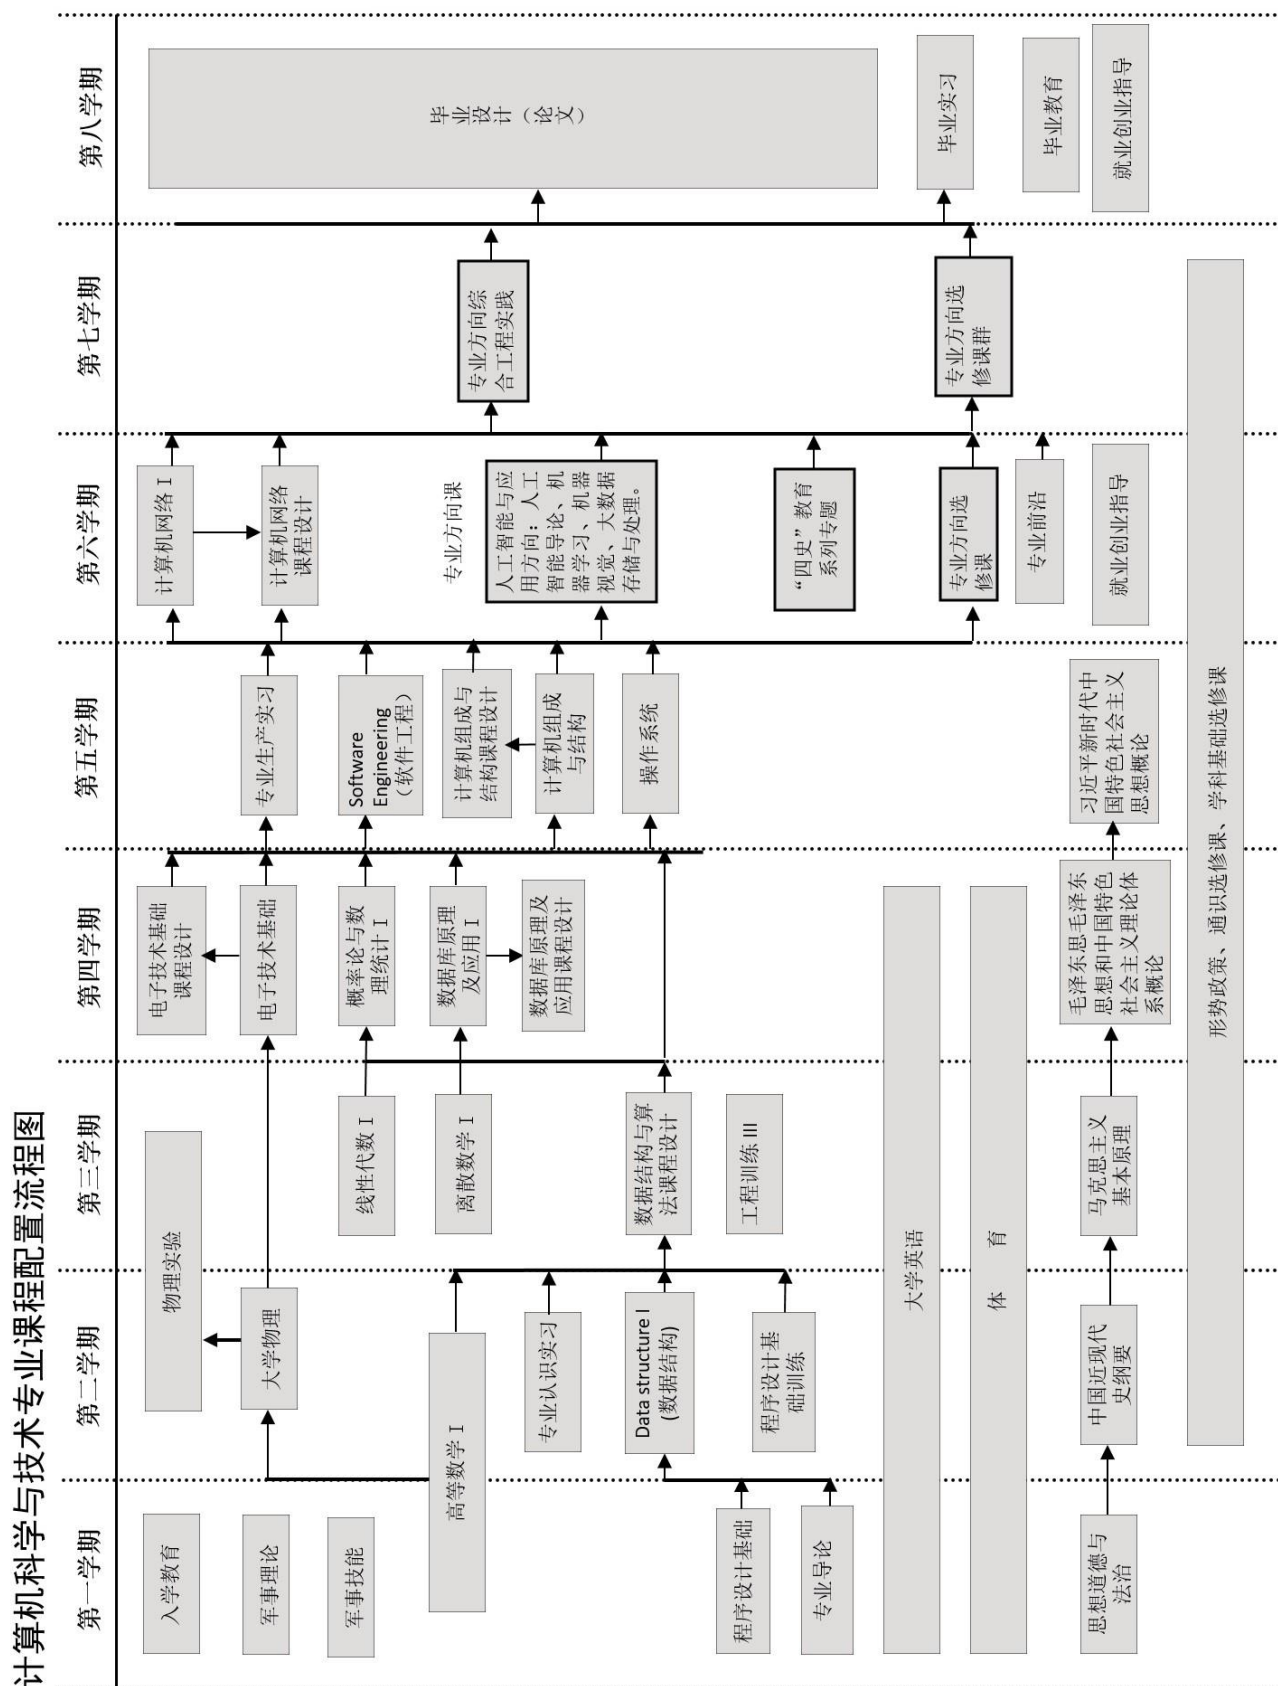 计算机科学与技术专业课程配置流程图
第一学期
第二学期
第三学期
第四学期
第五学期
第六学期
第七学期
第八学期
入学教育
军事理论
军事技能
高等数学 I
程序设计基础
专业导论
思想道德与
法治
物理实验
大学物理
专业认识实习
Data structure I
(数据结构)
程序设计基
础训练
中国近现代
史纲要
线性代数 I
离散数学 I
数据结构与算
法课程设计
工程训练 III
马克思主义
基本原理
大学英语
体 育
电子技术基础
课程设计
电子技术基础
概率论与数
理统计 I
数据库原理
及应用 I
数据库原理及
应用课程设计
毛泽东思毛泽东
思想和中国特色
社会主义理论体
系概论
专业生产实习
Software
Engineering
（软件工程）
计算机组成与
结构课程设计
计算机组成
与结构
操作系统
习近平新时代中
国特色社会主义
思想概论
计算机网络 I
计算机网络
课程设计
专业方向课
人工智能与应
用方向：人工
智能导论、机
器学习、机器
视觉、大数据
存储与处理。
“四史”教育
系列专题
专业方向选
修课
专业前沿
就业创业指导
形势政策、通识选修课、学科基础选修课
专业方向综
合工程实践
专业方向选
修课群
毕
业
设
计
（
论
文
）
毕业实习
毕业教育
就业创业指导